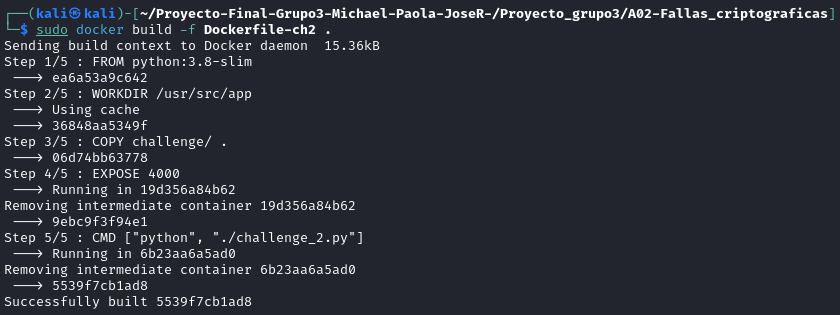 ┌──(kali㉿kali)-[~/Proyecto-Final-Grupo3-Michael-Paola-JoseR-/Proyecto_grupo3/A02-Fallas_criptograficas]
└─$ sudo docker build -f Dockerfile-ch2 .
Sending build context to Docker daemon  15.36kB
Step 1/5 : FROM python:3.8-slim
 ---> ea6a53a9c642
Step 2/5 : WORKDIR /usr/src/app
 ---> Using cache
 ---> 36848aa5349f
Step 3/5 : COPY challenge/ .
 ---> 06d74bb63778
Step 4/5 : EXPOSE 4000
 ---> Running in 19d356a84b62
Removing intermediate container 19d356a84b62
 ---> 9ebc9f3f94e1
Step 5/5 : CMD ["python", "./challenge_2.py"]
 ---> Running in 6b23aa6a5ad0
Removing intermediate container 6b23aa6a5ad0
 ---> 5539f7cb1ad8
Successfully built 5539f7cb1ad8